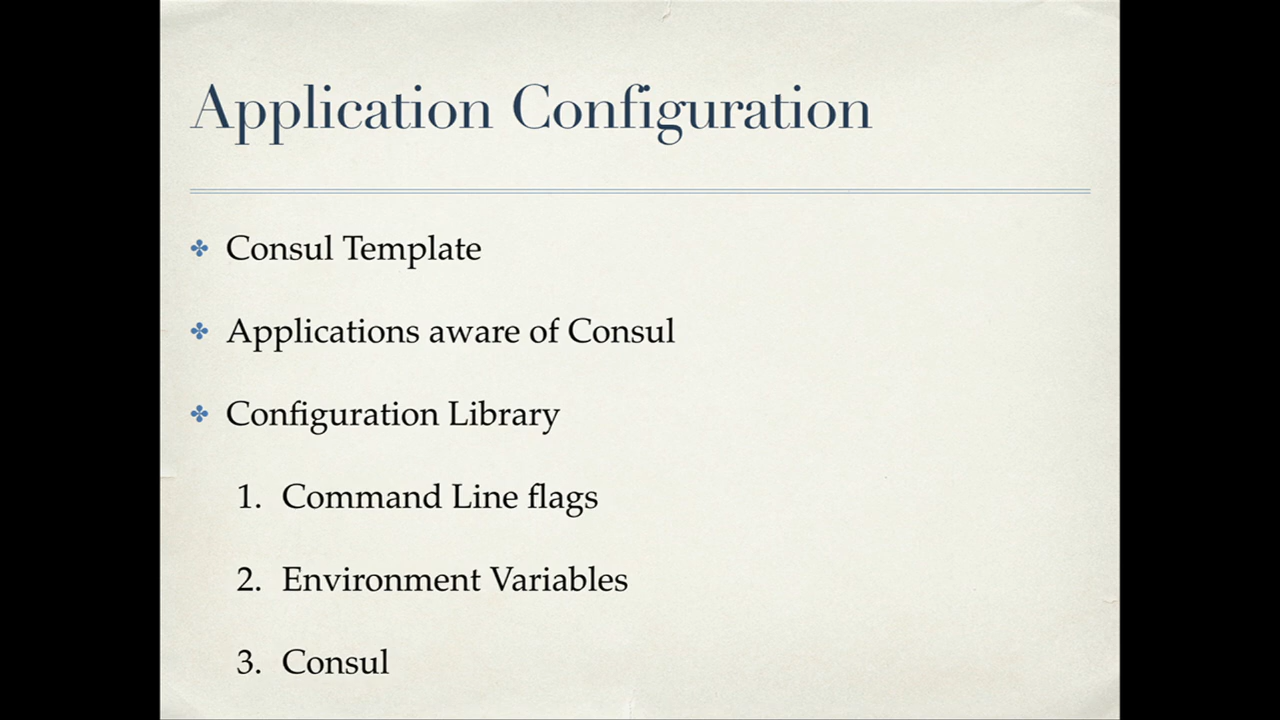 Application Configuration
✤ Consul Template
✤ Applications aware of Consul
✤ Configuration Library
1. Command Line flags
2. Environment Variables
3. Consul